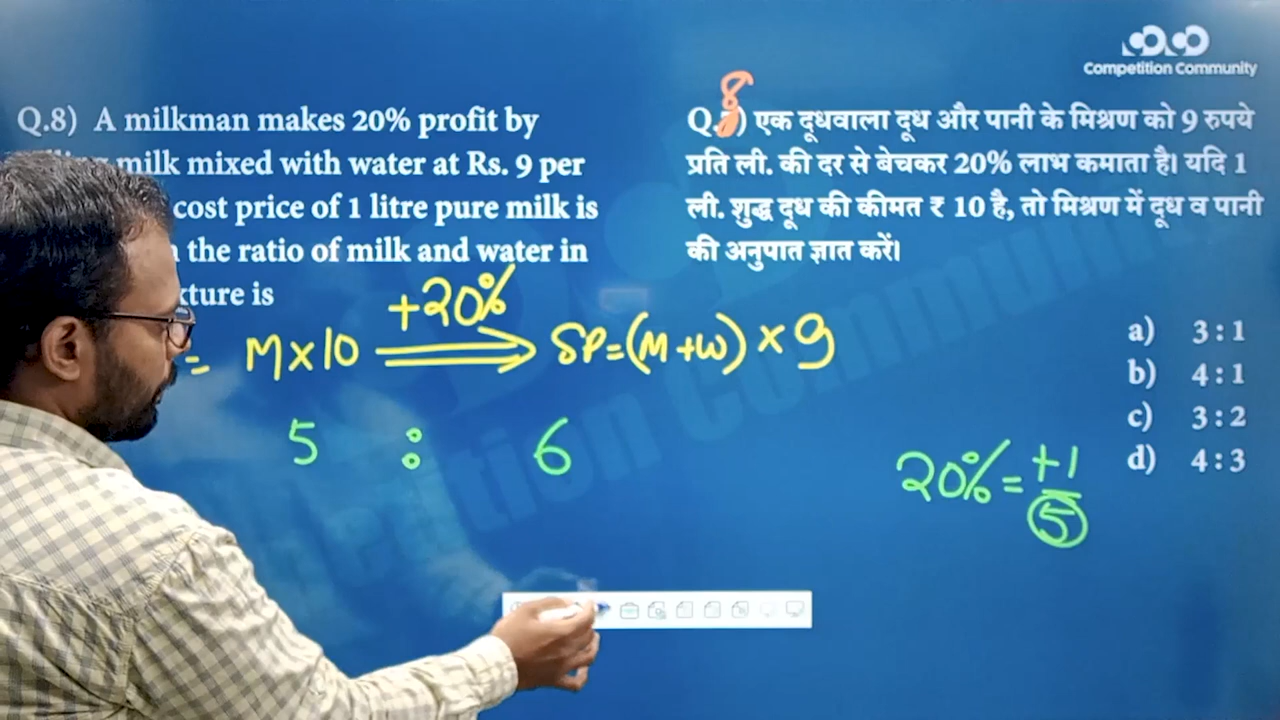 Competition Community
Q.8) A milkman makes 20% profit by
milk mixed with water at Rs. 9 per
cost price of 1 litre pure milk is
the ratio of milk and water in
is
Q.8) एक दूधवाला दूध और पानी के मिश्रण को 9 रुपये
प्रति ली. की दर से बेचकर 20% लाभ कमाता है। यदि 1
ली. शुद्ध दूध की कीमत ₹ 10 है, तो मिश्रण में दूध व पानी
की अनुपात ज्ञात करें।
+20%
= M×10 SP=(M+W)×9
5 : 6
20%=+1/5
a) 3:1
b) 4:1
c) 3:2
d) 4:3